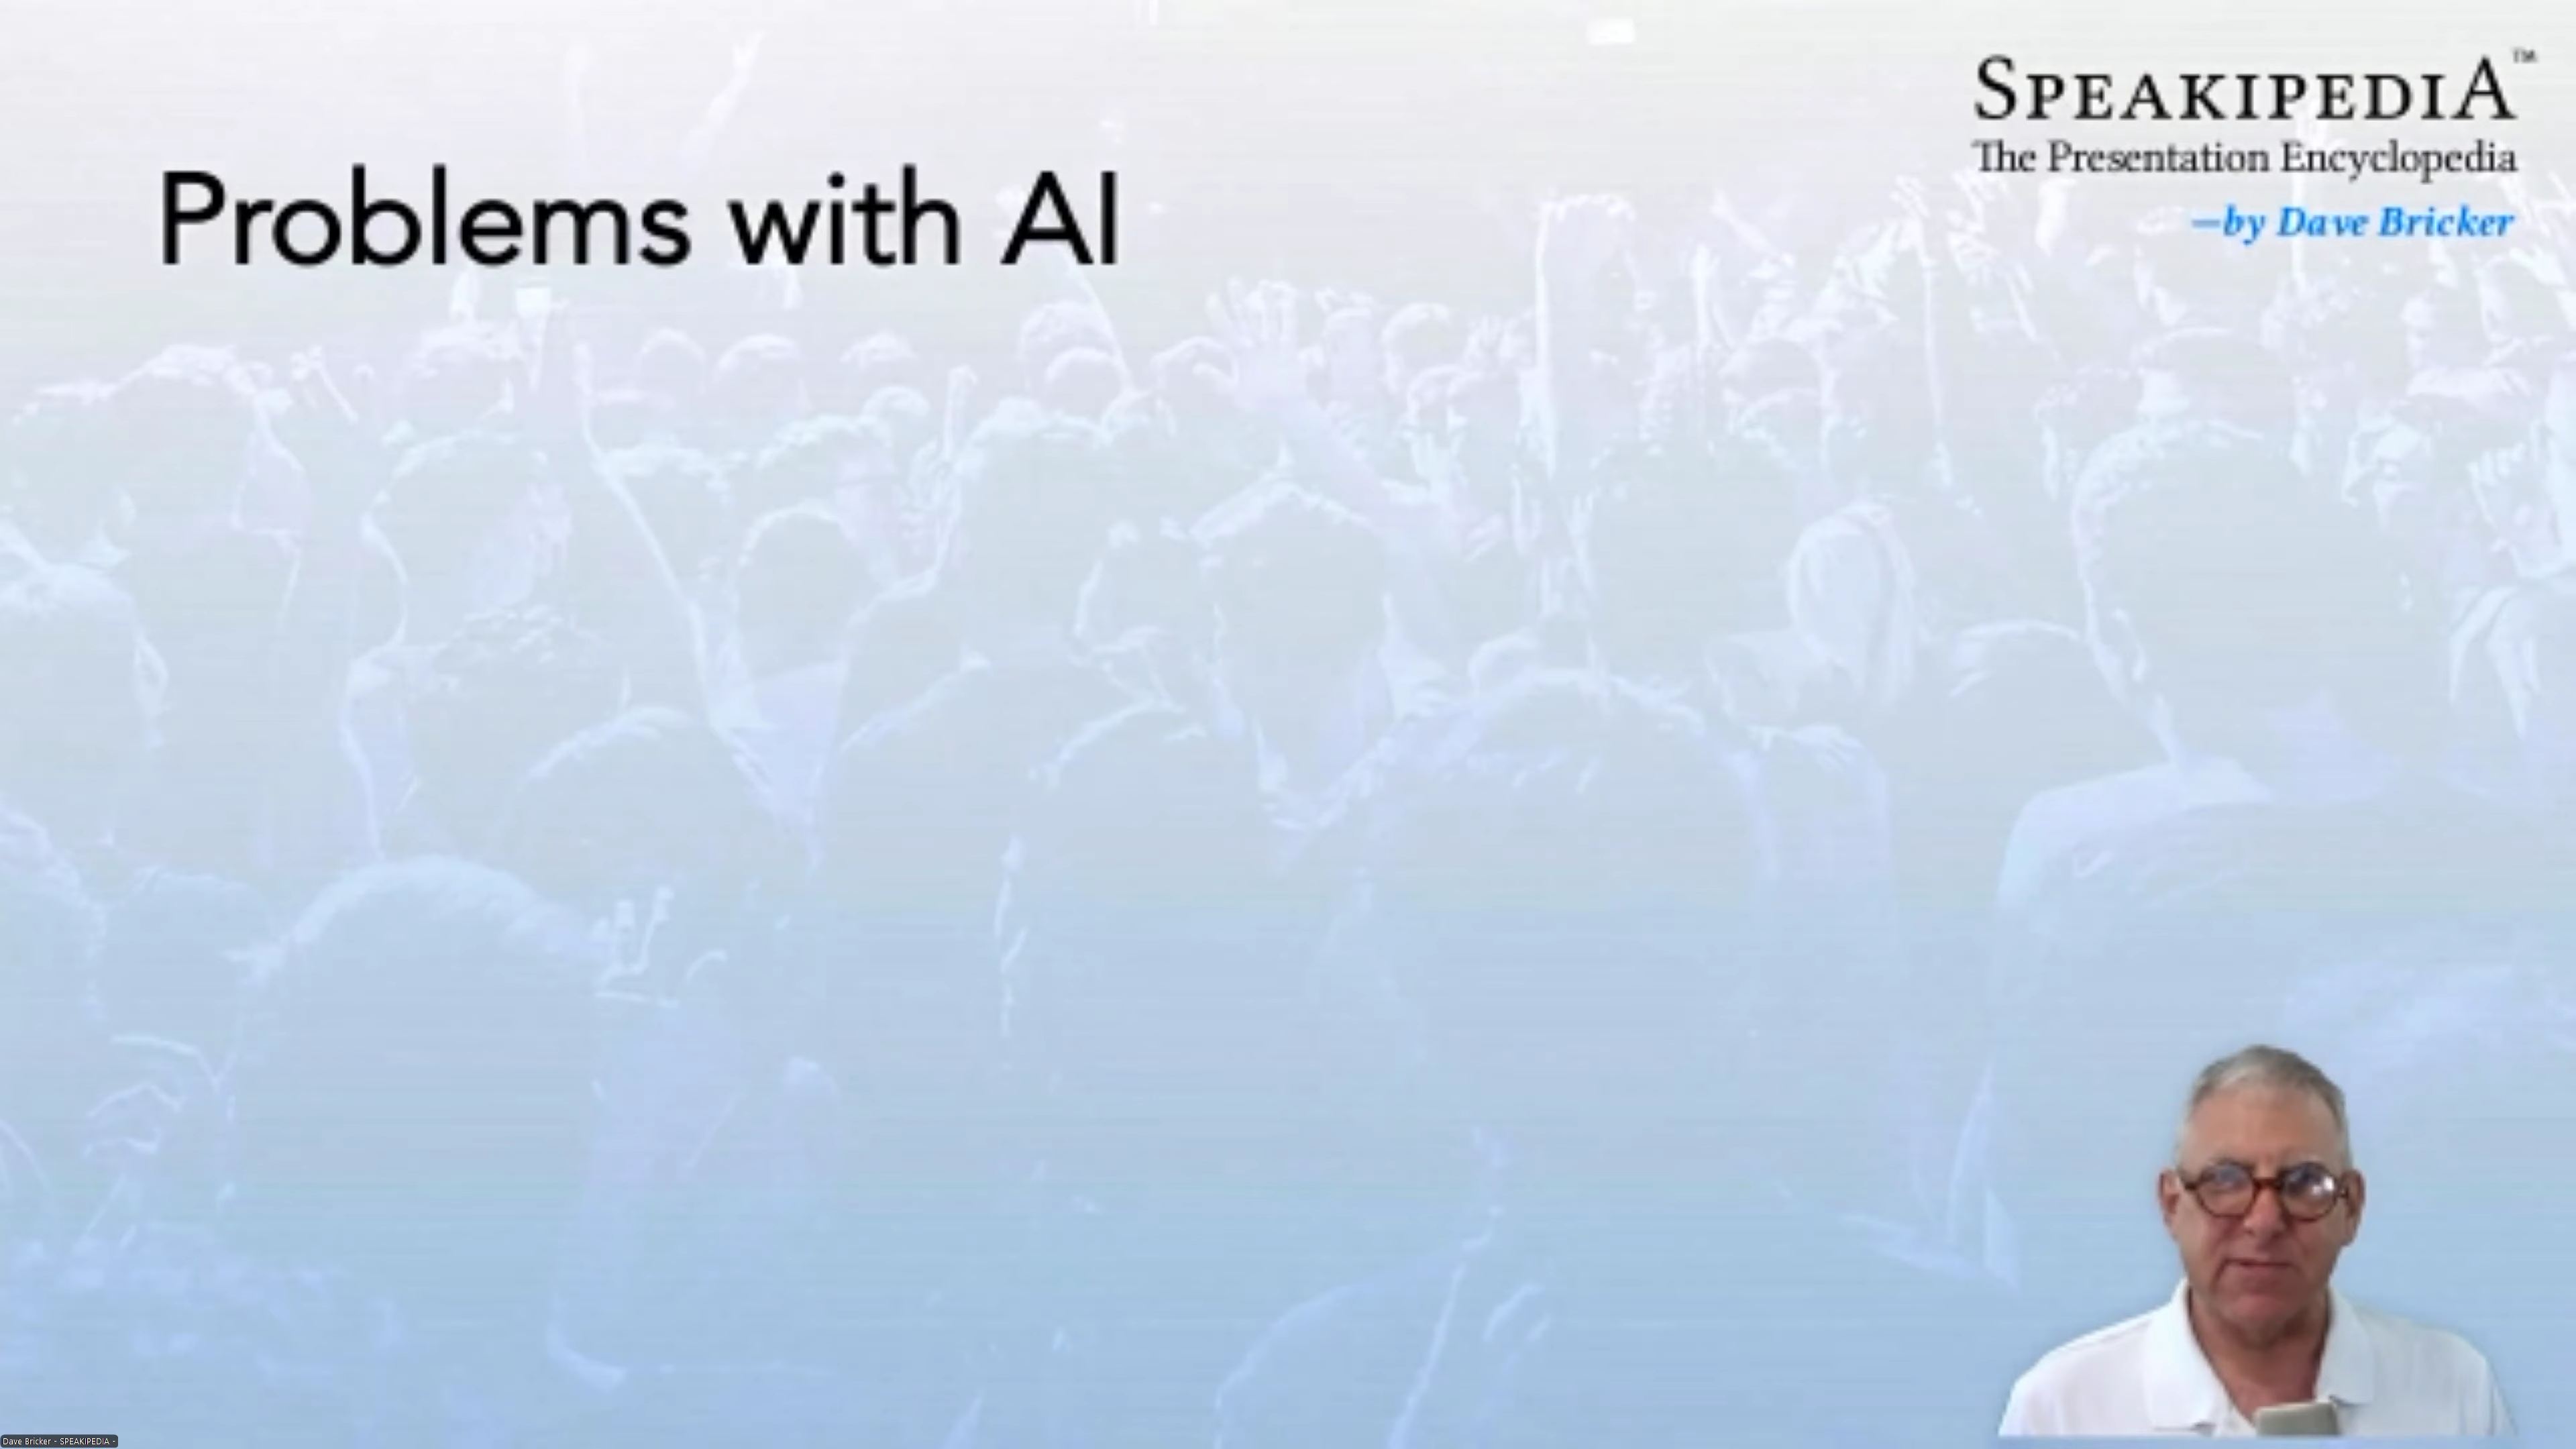 Problems with AI
SPEAKIPEDIA™
The Presentation Encyclopedia
—by Dave Bricker
Dave Bricker - SPEAKIPEDIA -